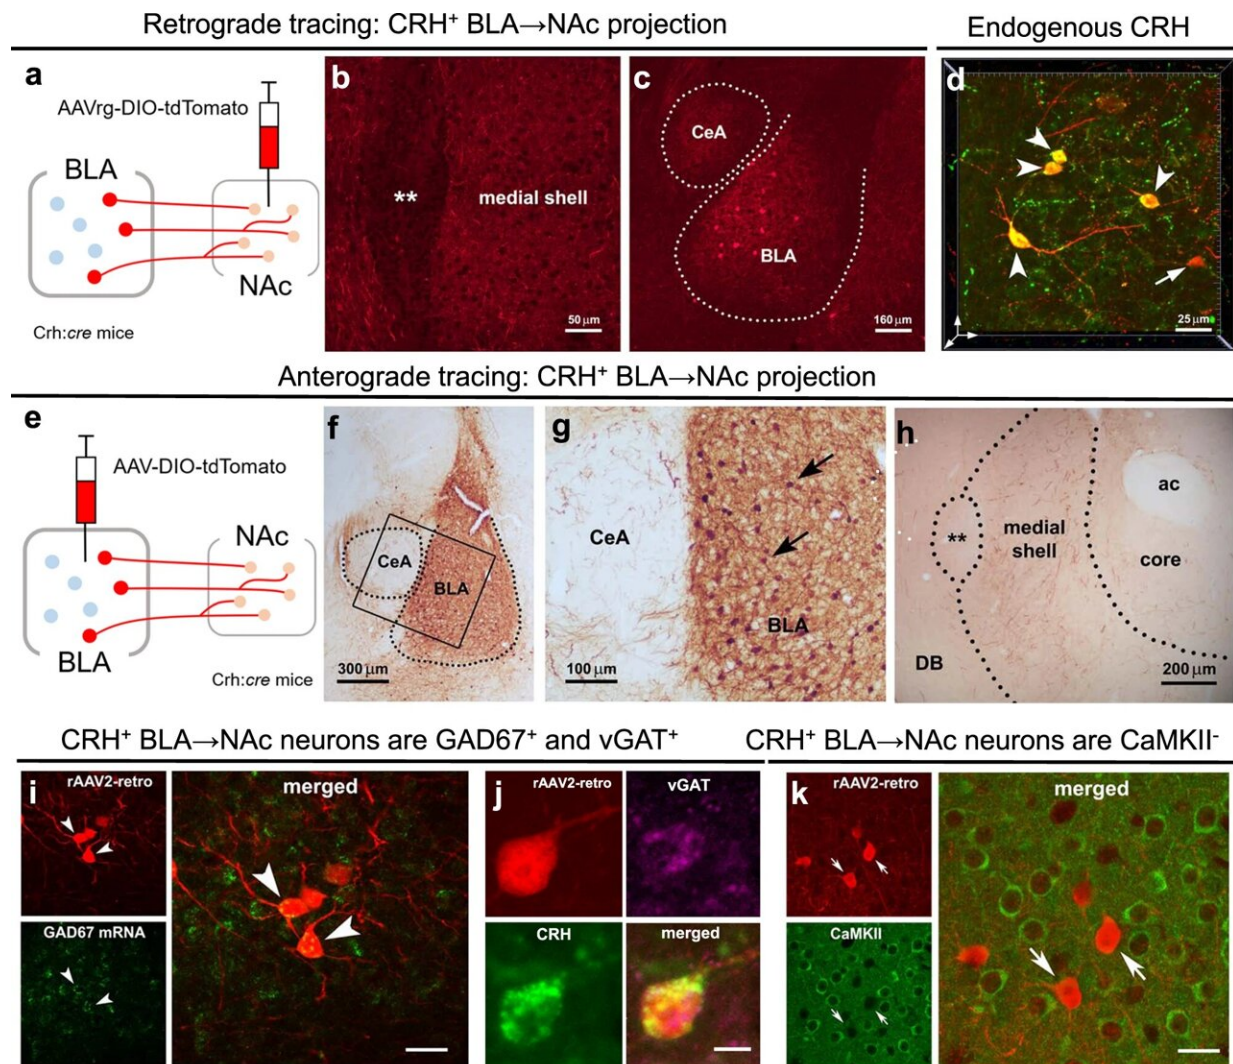 Retrograde tracing: CRH⁺ BLA→NAc projection
Endogenous CRH
a
AAVrg-DIO-tdTomato
BLA
NAc
Crh:cre mice
b
**
medial shell
50 µm
c
CeA
BLA
160 µm
d
25 µm
Anterograde tracing: CRH⁺ BLA→NAc projection
e
AAV-DIO-tdTomato
NAc
BLA
Crh:cre mice
f
CeA
BLA
300 µm
g
CeA
BLA
100 µm
h
ac
**
medial
shell
core
DB
200 µm
CRH⁺ BLA→NAc neurons are GAD67⁺ and vGAT⁺
CRH⁺ BLA→NAc neurons are CaMKII⁻
i
rAAV2-retro
merged
GAD67 mRNA
j
rAAV2-retro
vGAT
CRH
merged
k
rAAV2-retro
merged
CaMKII